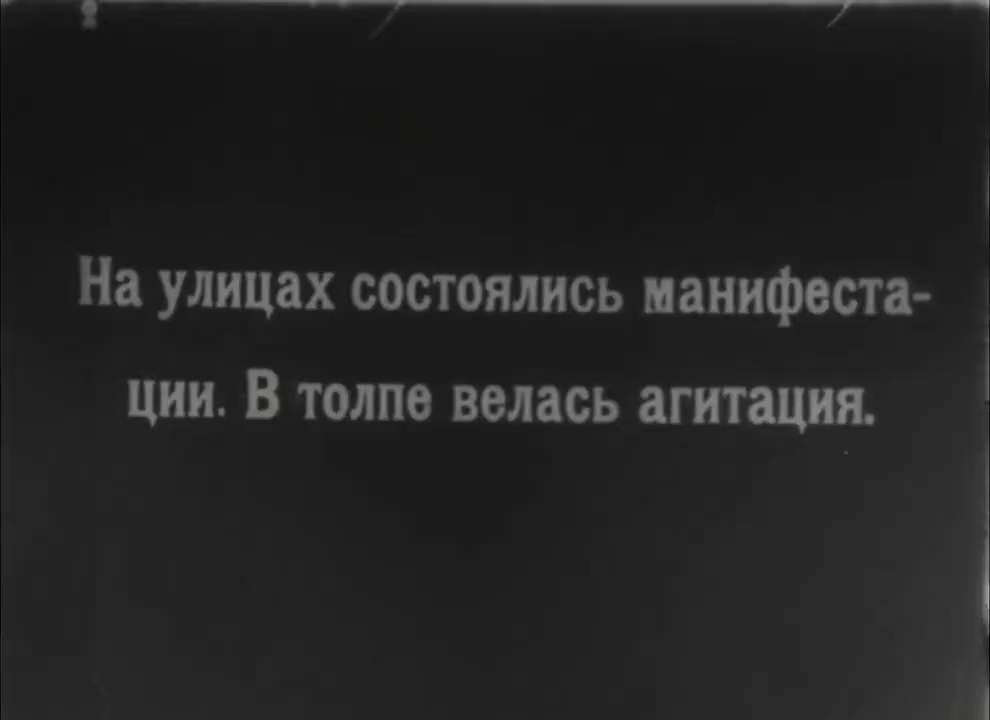 На улицах состоялись манифеста-
ции. В толпе велась агитация.